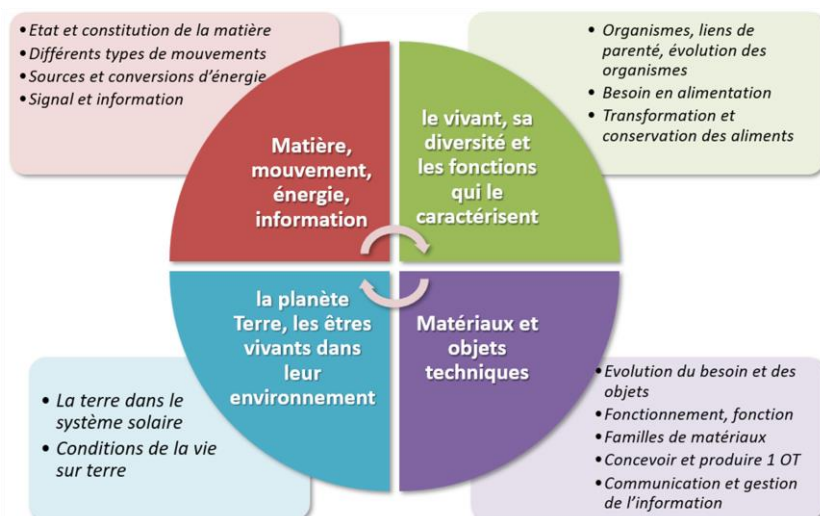 • Etat et constitution de la matière
• Différents types de mouvements
• Sources et conversions d'énergie
• Signal et information
Matière,
mouvement,
énergie,
information
• Organismes, liens de
parenté, évolution des
organismes
• Besoin en alimentation
• Transformation et
conservation des aliments
le vivant, sa
diversité et
les fonctions
qui le
caractérisent
la planète
Terre, les êtres
vivants dans
leur
environnement
• La terre dans le
système solaire
• Conditions de la vie
sur terre
Matériaux et
objets
techniques
• Evolution du besoin et des
objets
• Fonctionnement, fonction
• Familles de matériaux
• Concevoir et produire 1 OT
• Communication et gestion
de l'information